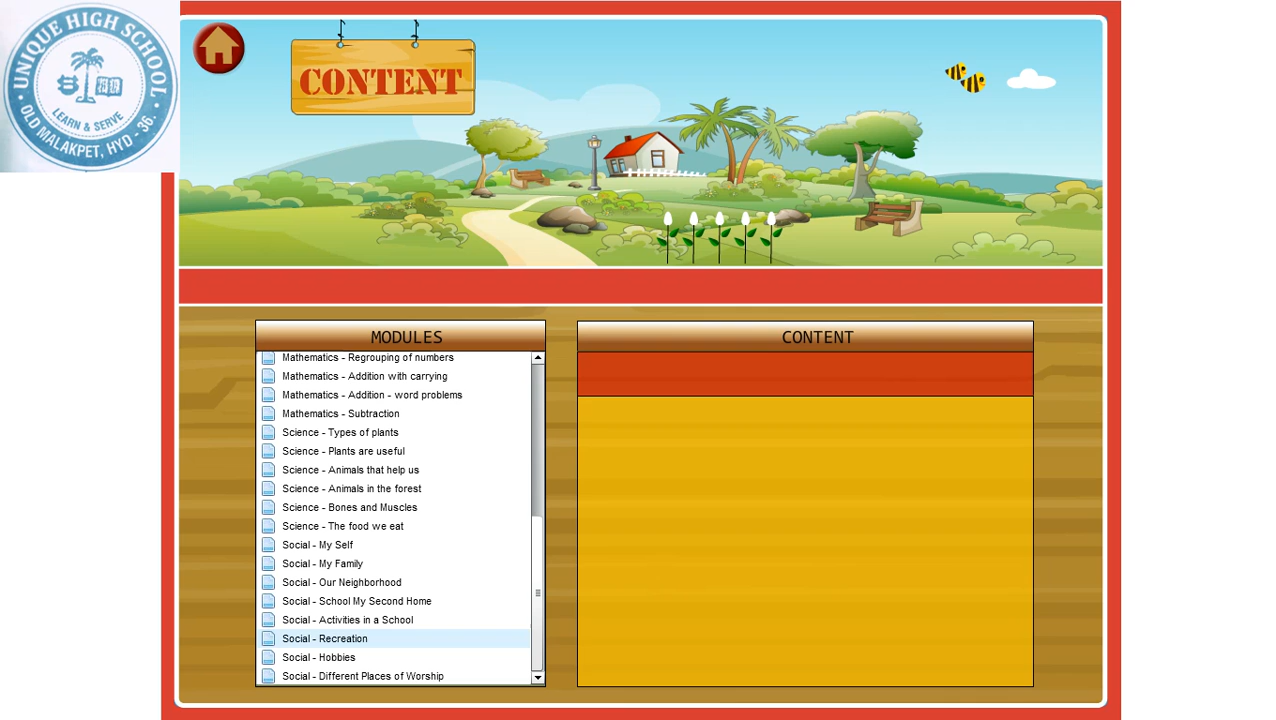 UNIQUE HIGH SCHOOL
LEARN & SERVE
· OLD MALAKPET, HYD - 36. ·
CONTENT
MODULES
Mathematics - Regrouping of numbers
Mathematics - Addition with carrying
Mathematics - Addition - word problems
Mathematics - Subtraction
Science - Types of plants
Science - Plants are useful
Science - Animals that help us
Science - Animals in the forest
Science - Bones and Muscles
Science - The food we eat
Social - My Self
Social - My Family
Social - Our Neighborhood
Social - School My Second Home
Social - Activities in a School
Social - Recreation
Social - Hobbies
Social - Different Places of Worship
CONTENT